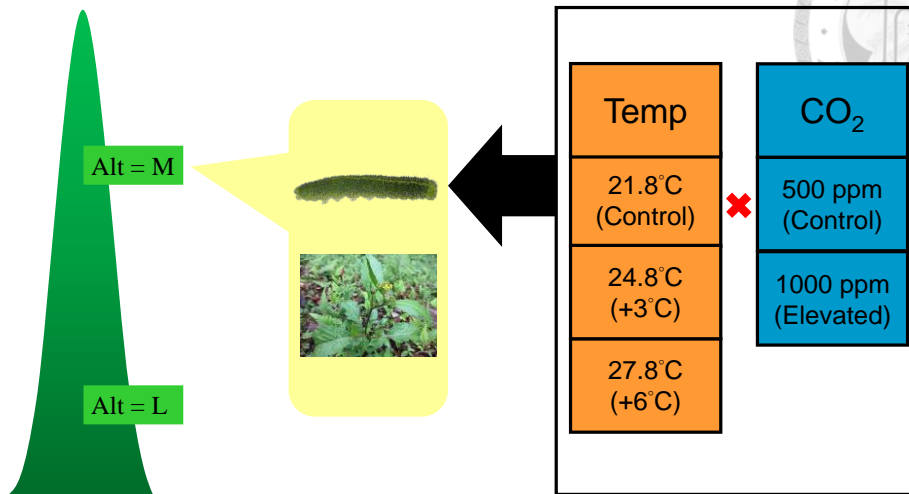 Alt = M
Alt = L
Temp
21.8°C
(Control)
24.8°C
(+3°C)
27.8°C
(+6°C)
✖
CO₂
500 ppm
(Control)
1000 ppm
(Elevated)